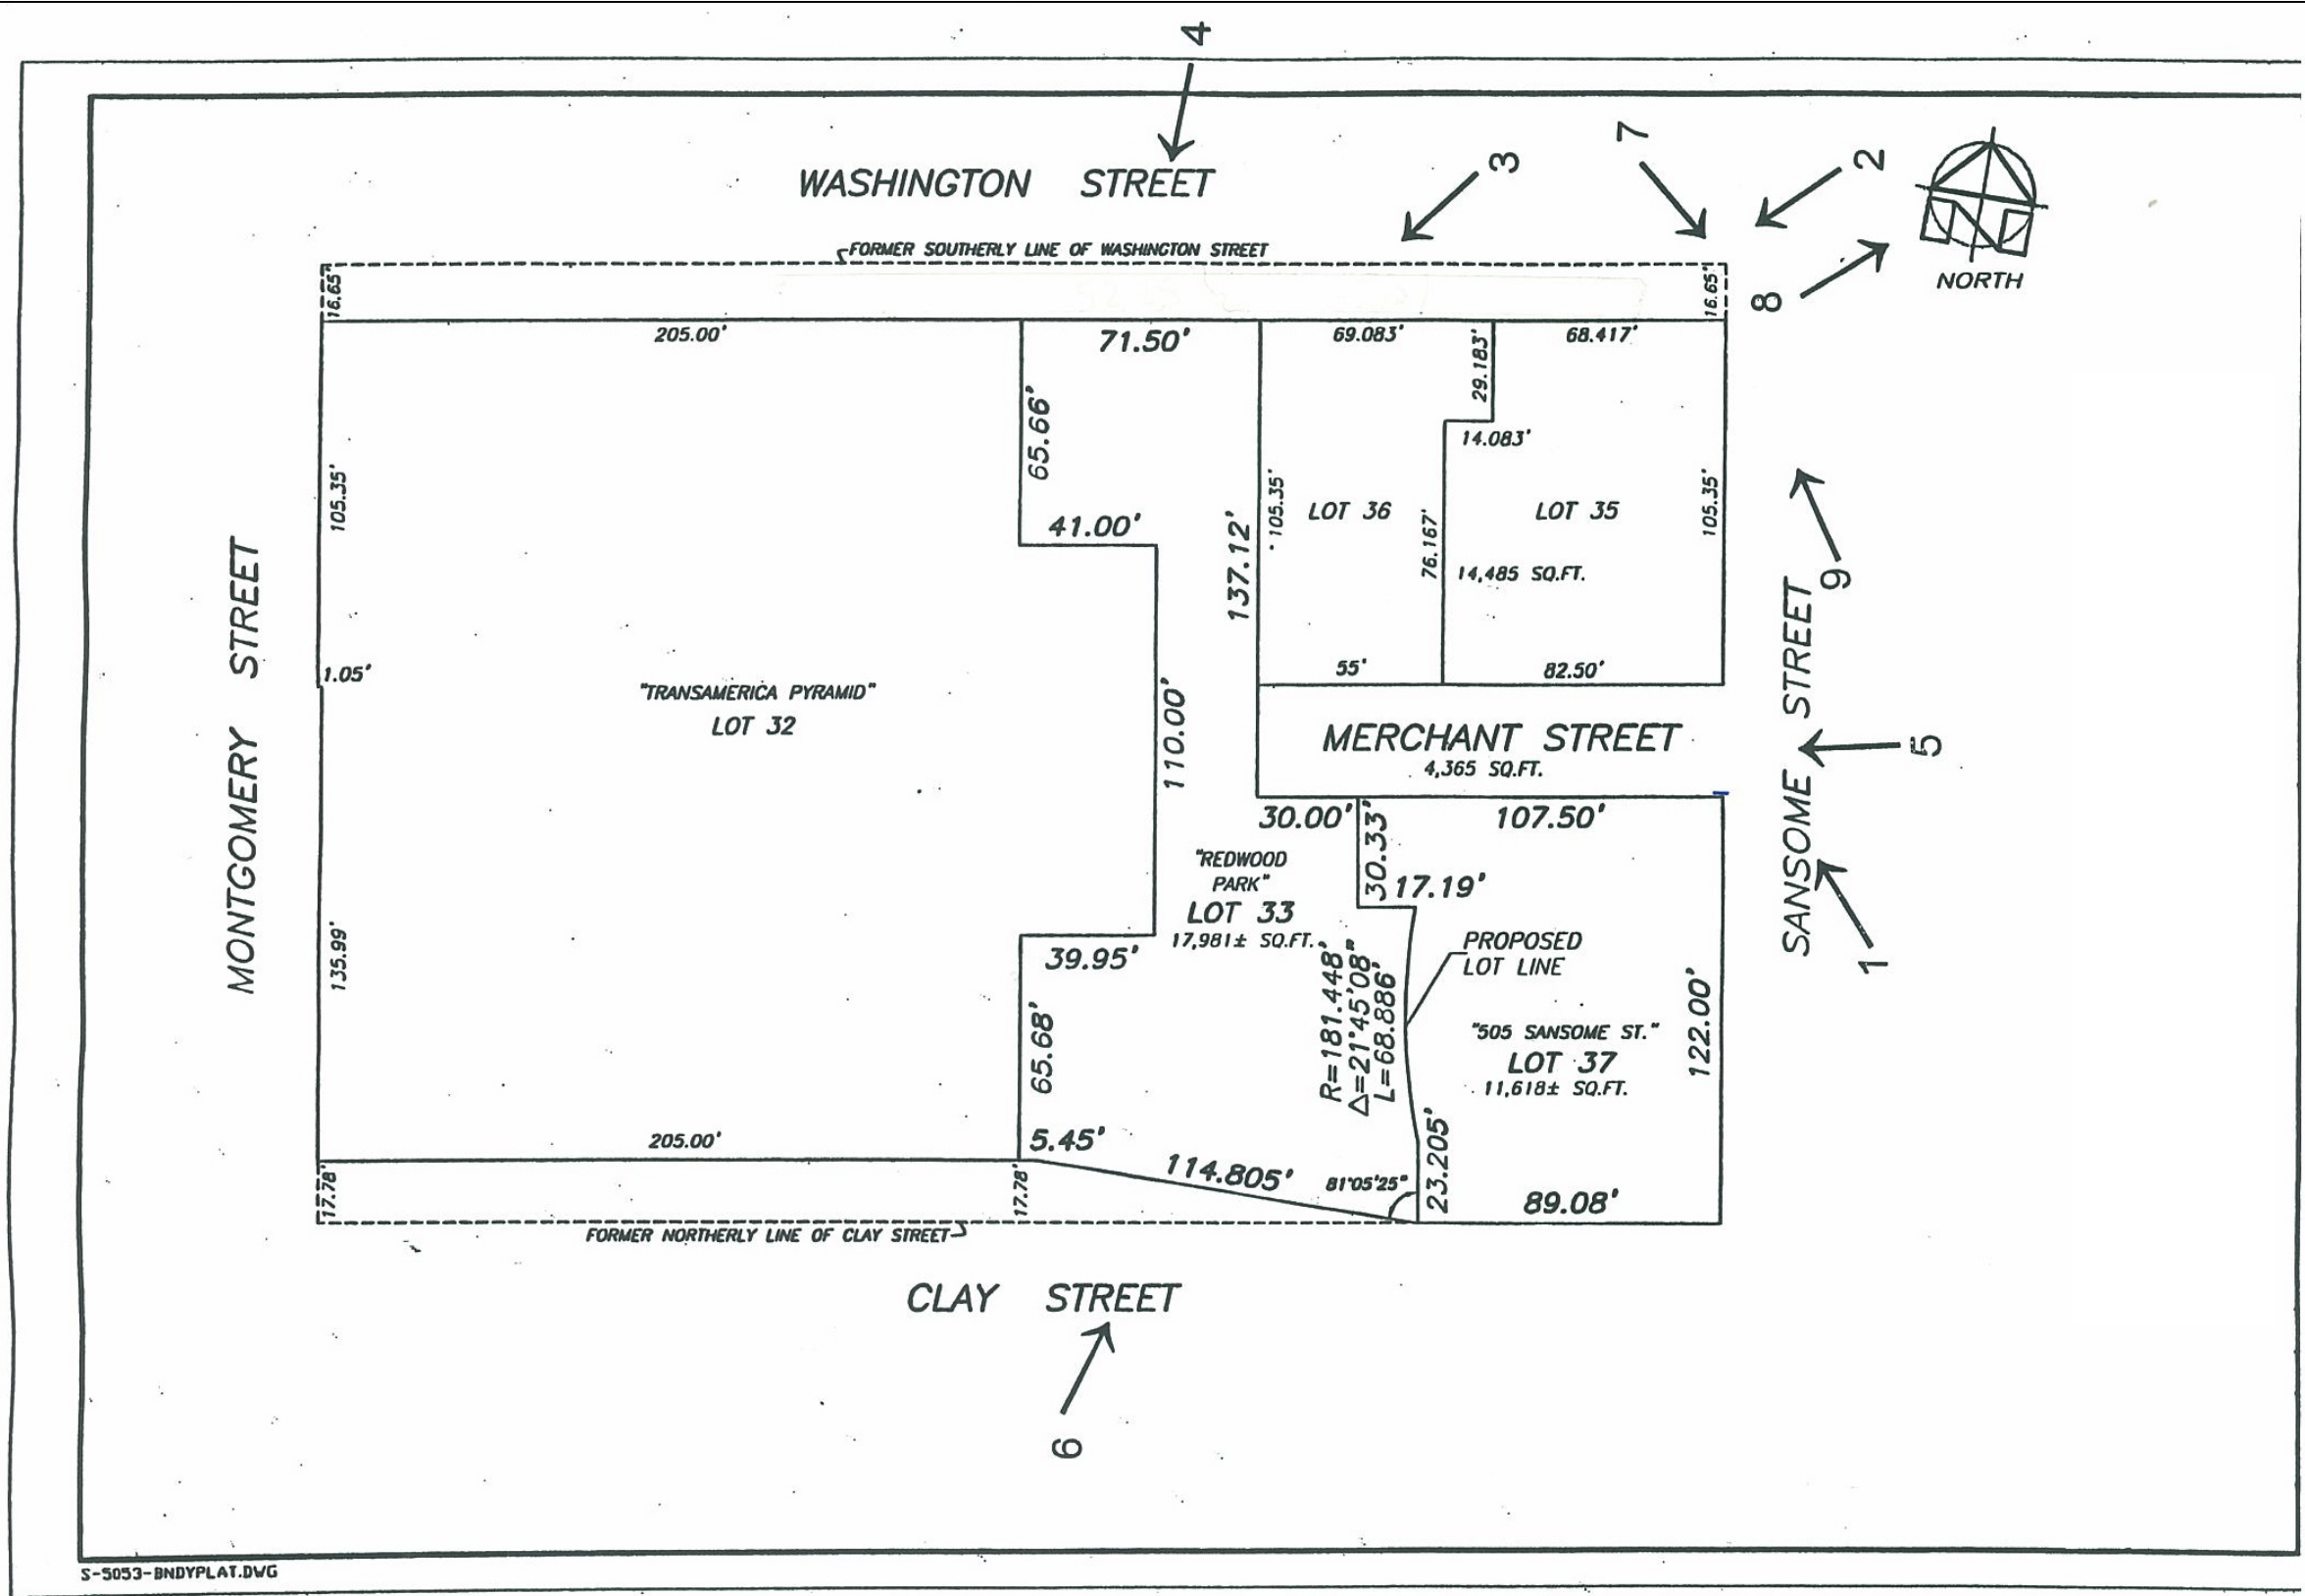 4
WASHINGTON STREET
3
7
2
8
NORTH
FORMER SOUTHERLY LINE OF WASHINGTON STREET
16.65'
16.65'
205.00'
71.50'
69.083'
68.417'
29.183'
65.66'
14.083'
105.35'
105.35'
105.35'
41.00'
137.12'
LOT 36
LOT 35
76.167'
14,485 SQ.FT.
9
MONTGOMERY STREET
1.05'
55'
82.50'
"TRANSAMERICA PYRAMID"
LOT 32
110.00'
MERCHANT STREET
4,365 SQ.FT.
SANSOME STREET
5
30.00'
107.50'
30.33'
"REDWOOD
PARK"
LOT 33
17,981± SQ.FT.
17.19'
135.99'
39.95'
PROPOSED
LOT LINE
1
R=181.448'
Δ=21°45'08"
L=68.886'
65.68'
"505 SANSOME ST."
LOT 37
11,618± SQ.FT.
122.00'
205.00'
5.45'
114.805'
81°05'25"
23.205'
89.08'
17.78'
17.78'
FORMER NORTHERLY LINE OF CLAY STREET
CLAY STREET
6
S-5053-BNDYPLAT.DWG